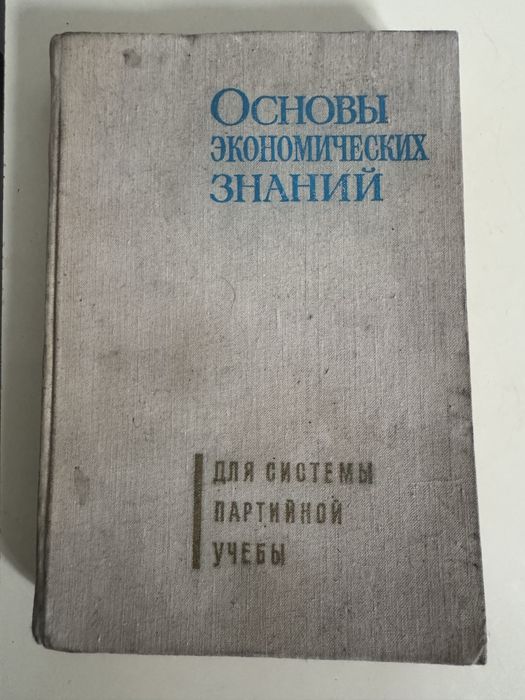 ОСНОВЫ
ЭКОНОМИЧЕСКИХ
ЗНАНИЙ
ДЛЯ СИСТЕМЫ
ПАРТИЙНОЙ
УЧЕБЫ